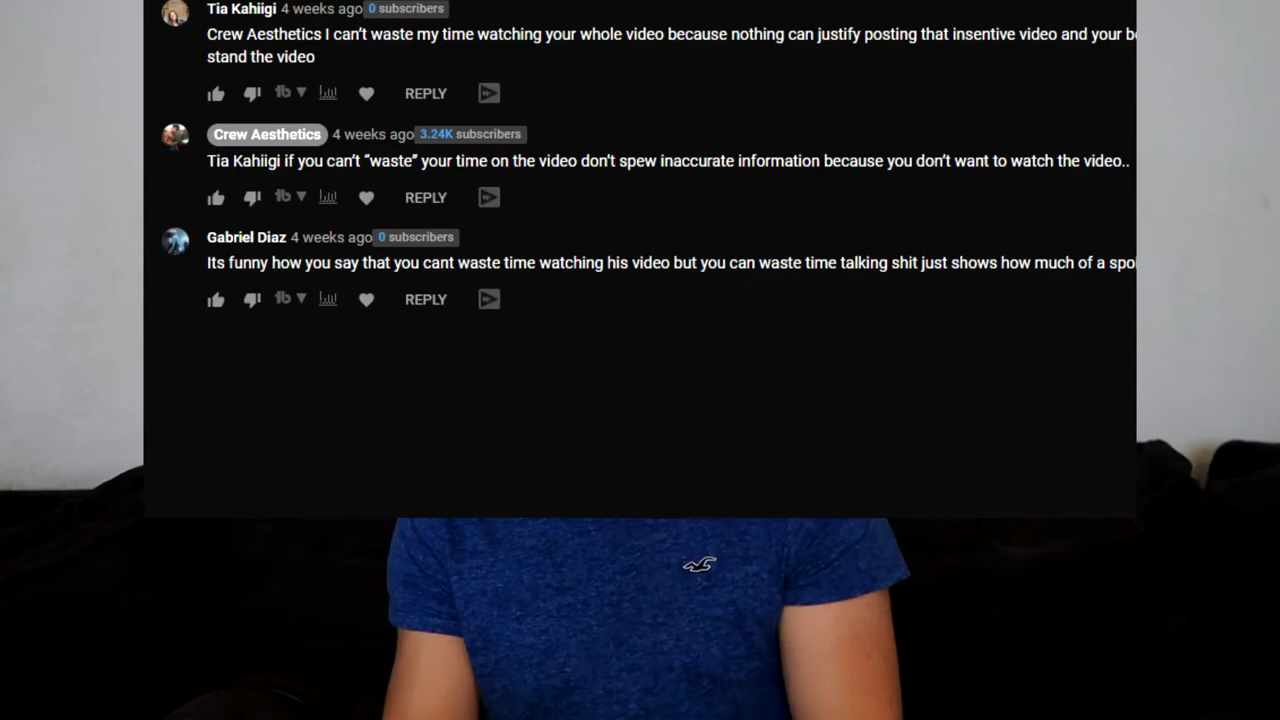 Tia Kahiigi 4 weeks ago 0 subscribers
Crew Aesthetics I can't waste my time watching your whole video because nothing can justify posting that insentive video and your
stand the video
REPLY
Crew Aesthetics 4 weeks ago 3.24K subscribers
Tia Kahiigi if you can't “waste” your time on the video don't spew inaccurate information because you don't want to watch the video..
REPLY
Gabriel Diaz 4 weeks ago 0 subscribers
Its funny how you say that you cant waste time watching his video but you can waste time talking shit just shows how much of a
REPLY